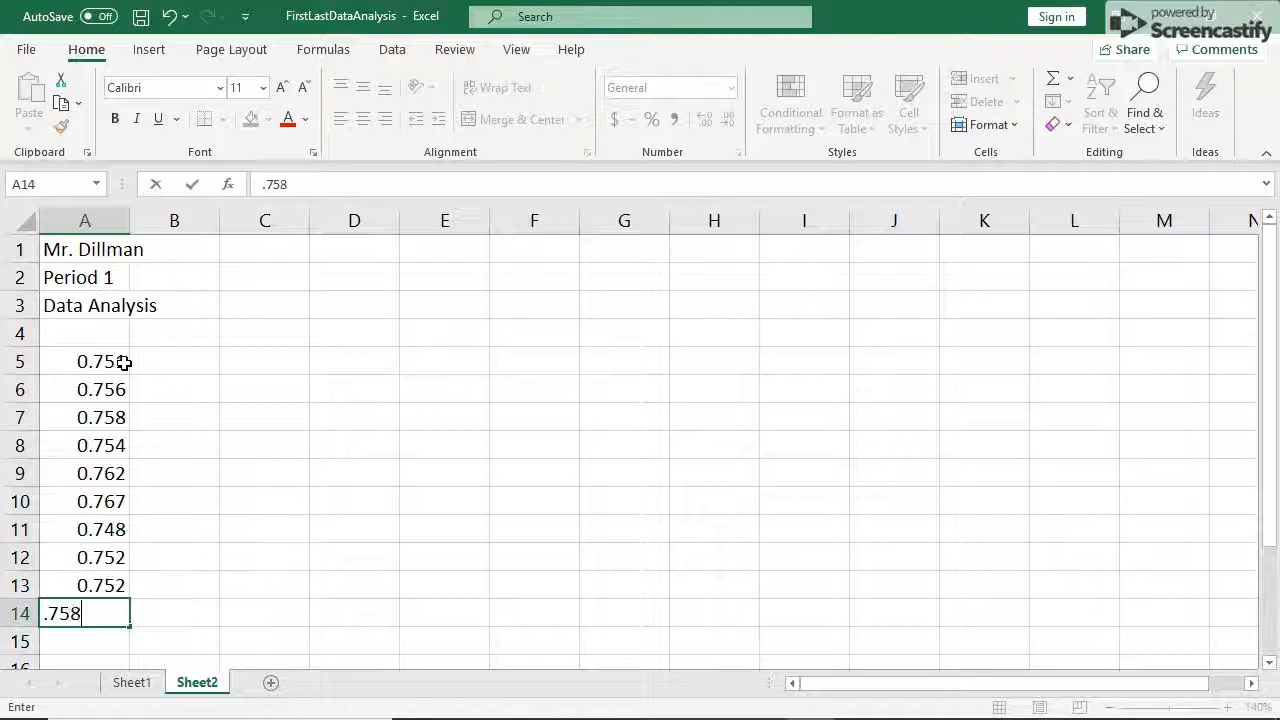 AutoSave Off FirstLastDataAnalysis - Excel Search Sign in
powered by
Screencastify
File Home Insert Page Layout Formulas Data Review View Help Share Comments
Paste Calibri 11 Wrap Text General Conditional Formatting Format as Table Cell Styles Insert Sort & Filter Find & Select Ideas
B I U A Merge & Center $ % Delete
Format
Clipboard Font Alignment Number Styles Cells Editing Ideas
A14 fx .758
A B C D E F G H I J K L M N
1 Mr. Dillman
2 Period 1
3 Data Analysis
4
5
6 0.756
7 0.758
8 0.754
9 0.762
10 0.767
11 0.748
12 0.752
13 0.752
14 .758
15
16
Sheet1 Sheet2
Enter 140%